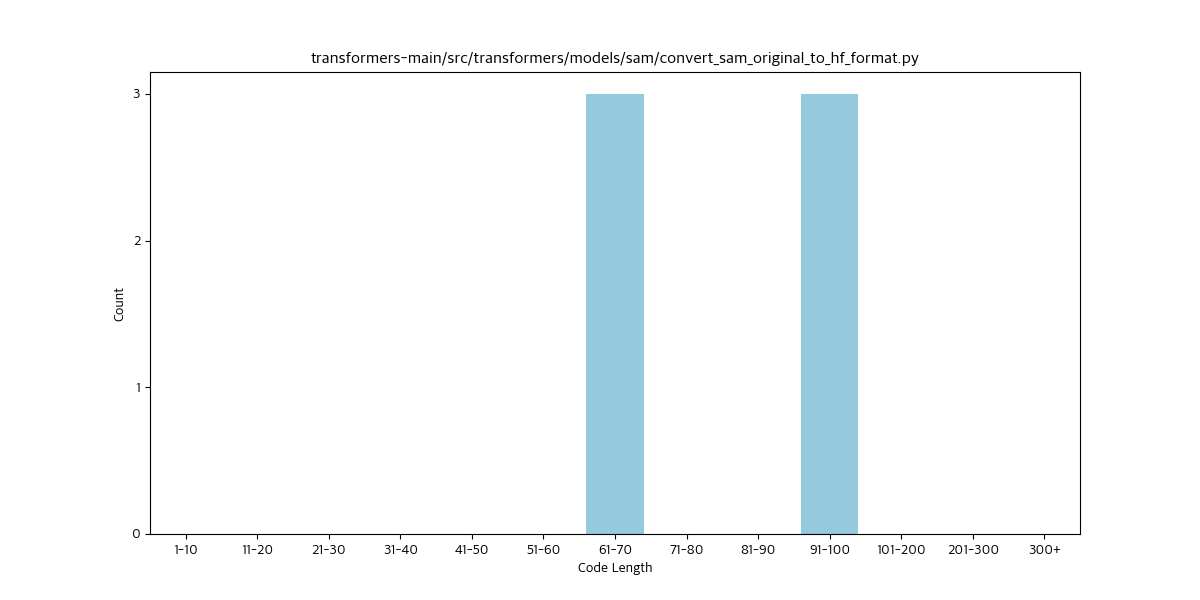 transformers-main/src/transformers/models/sam/convert_sam_original_to_hf_format.py
3
2
1
0
Count
1-10 11-20 21-30 31-40 41-50 51-60 61-70 71-80 81-90 91-100 101-200 201-300 300+
Code Length